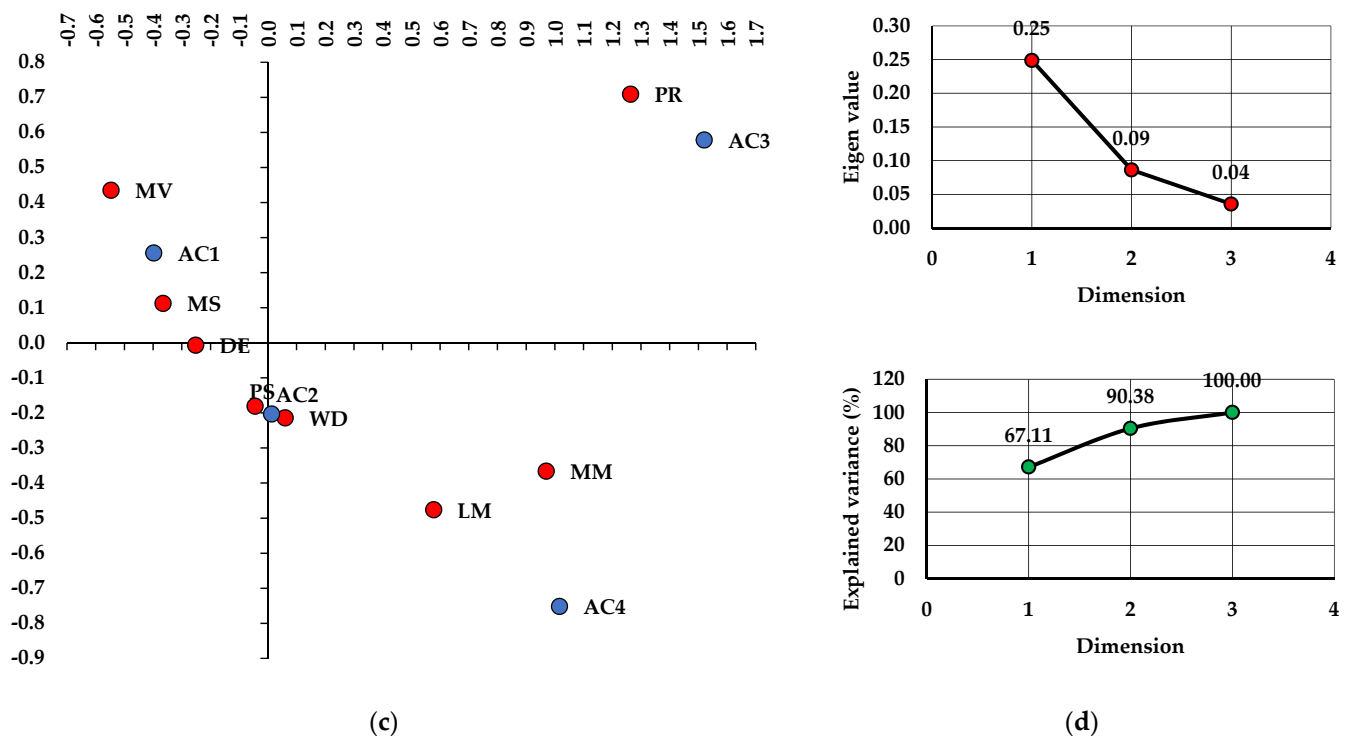 -0.7 -0.6 -0.5 -0.4 -0.3 -0.2 -0.1 0.0 0.1 0.2 0.3 0.4 0.5 0.6 0.7 0.8 0.9 1.0 1.1 1.2 1.3 1.4 1.5 1.6 1.7
0.8
0.7
0.6
0.5
0.4
0.3
0.2
0.1
0.0
-0.1
-0.2
-0.3
-0.4
-0.5
-0.6
-0.7
-0.8
-0.9
PR
AC3
MV
AC1
MS
DE
PS
AC2
WD
MM
LM
AC4
(c)
Eigen value
0.30
0.25
0.20
0.15
0.10
0.05
0.00
0.25
0.09
0.04
0 1 2 3 4
Dimension
Explained variance (%)
120
100
80
60
40
20
0
67.11
90.38
100.00
0 1 2 3 4
Dimension
(d)